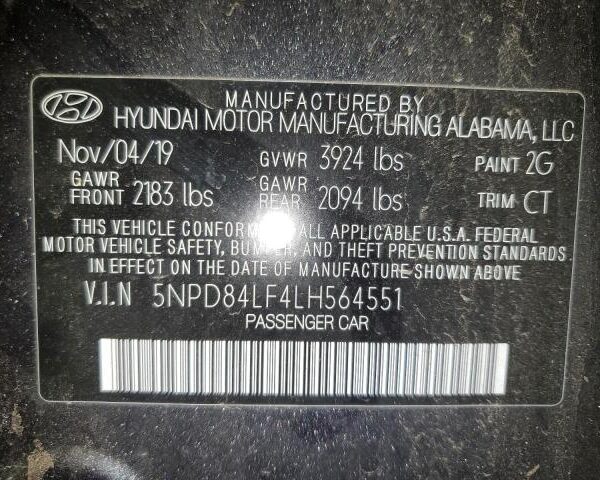 MANUFACTURED BY
HYUNDAI MOTOR MANUFACTURING ALABAMA, LLC
Nov/04/19 GVWR 3924 lbs PAINT 2G
GAWR FRONT 2183 lbs GAWR REAR 2094 lbs TRIM CT
THIS VEHICLE ALL APPLICABLE U.S.A. FEDERAL
MOTOR VEHICLE SAFETY, AND THEFT PREVENTION STANDARDS
IN EFFECT ON THE DATE OF MANUFACTURE SHOWN ABOVE
V.I.N 5NPD84LF4LH564551
PASSENGER CAR